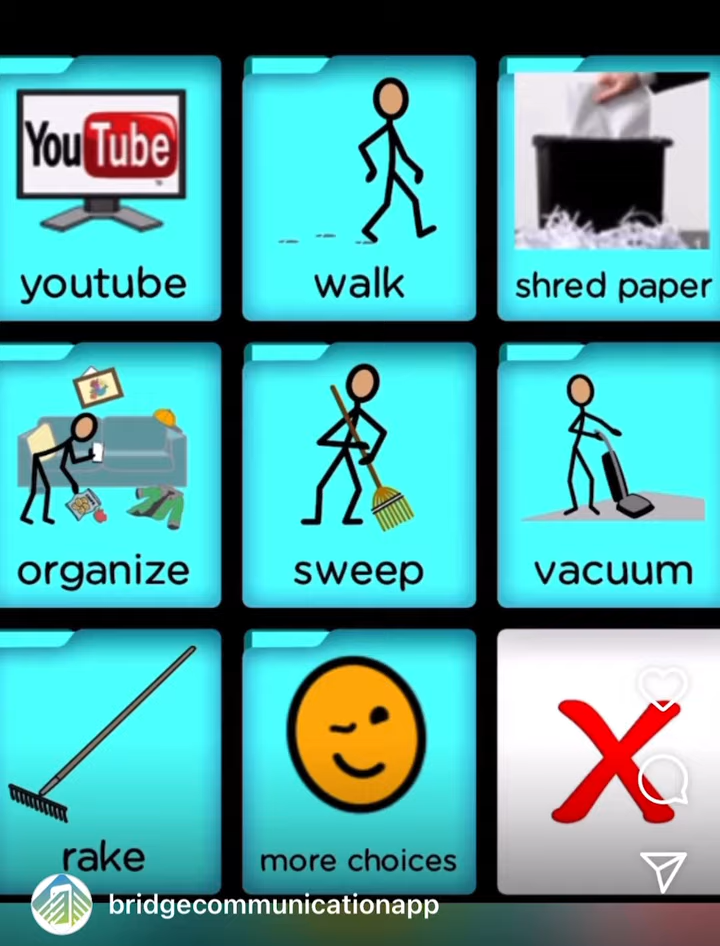 YouTube
youtube
walk
shred paper
organize
sweep
vacuum
rake
more choices
X
bridgecommunicationapp